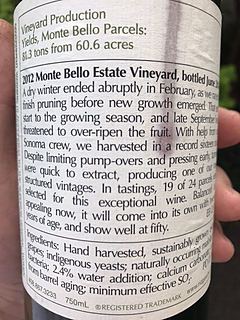 Vineyard Production
Yields, Monte Bello Parcels:
81.3 tons from 60.6 acres
2012 Monte Bello Estate Vineyard, bottled June
A dry winter ended abruptly in February, as we
finish pruning before new growth emerged.
start to the growing season, and late September
threatened to over-ripen the fruit. With help from
Sonoma crew, we harvested in a record sixteen
Despite limiting pump-overs and pressing early,
were quick to extract, producing one of
structured vintages. In tastings, 19 of 24 parcels
selected for this exceptional wine.
appealing now, it will come into its own with
years of age, and show well at fifty.
Ingredients: Hand harvested, sustainably
grapes; indigenous yeasts; naturally occurring
bacteria; 2.4% water addition; calcium
from barrel aging; minimum effective SO₂.
750mL ®REGISTERED TRADEMARK